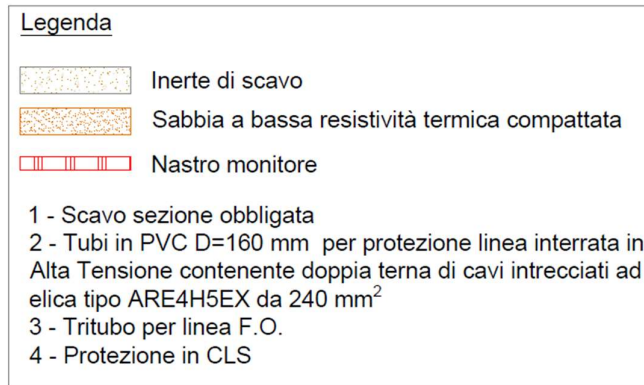 Legenda
Inerte di scavo
Sabbia a bassa resistività termica compattata
Nastro monitore
1 - Scavo sezione obbligata
2 - Tubi in PVC D=160 mm per protezione linea interrata in
Alta Tensione contenente doppia terna di cavi intrecciati ad
elica tipo ARE4H5EX da 240 mm²
3 - Tritubo per linea F.O.
4 - Protezione in CLS